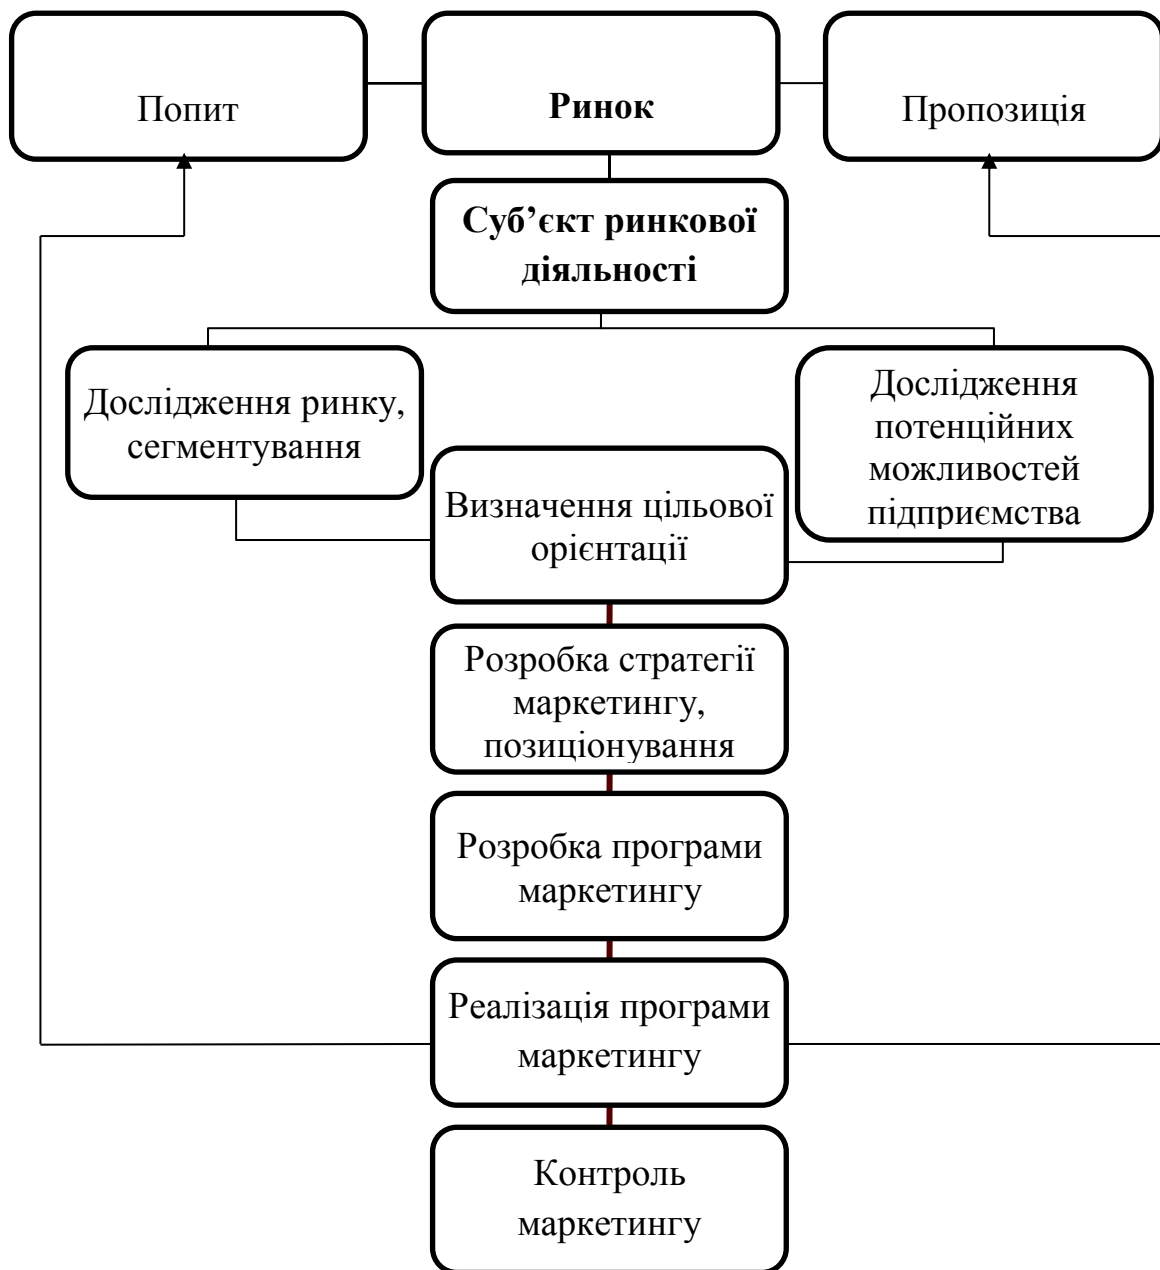 Попит
Ринок
Пропозиція
Суб’єкт ринкової
діяльності
Дослідження ринку,
сегментування
Дослідження
потенційних
можливостей
підприємства
Визначення цільової
орієнтації
Розробка стратегії
маркетингу,
позиціонування
Розробка програми
маркетингу
Реалізація програми
маркетингу
Контроль
маркетингу